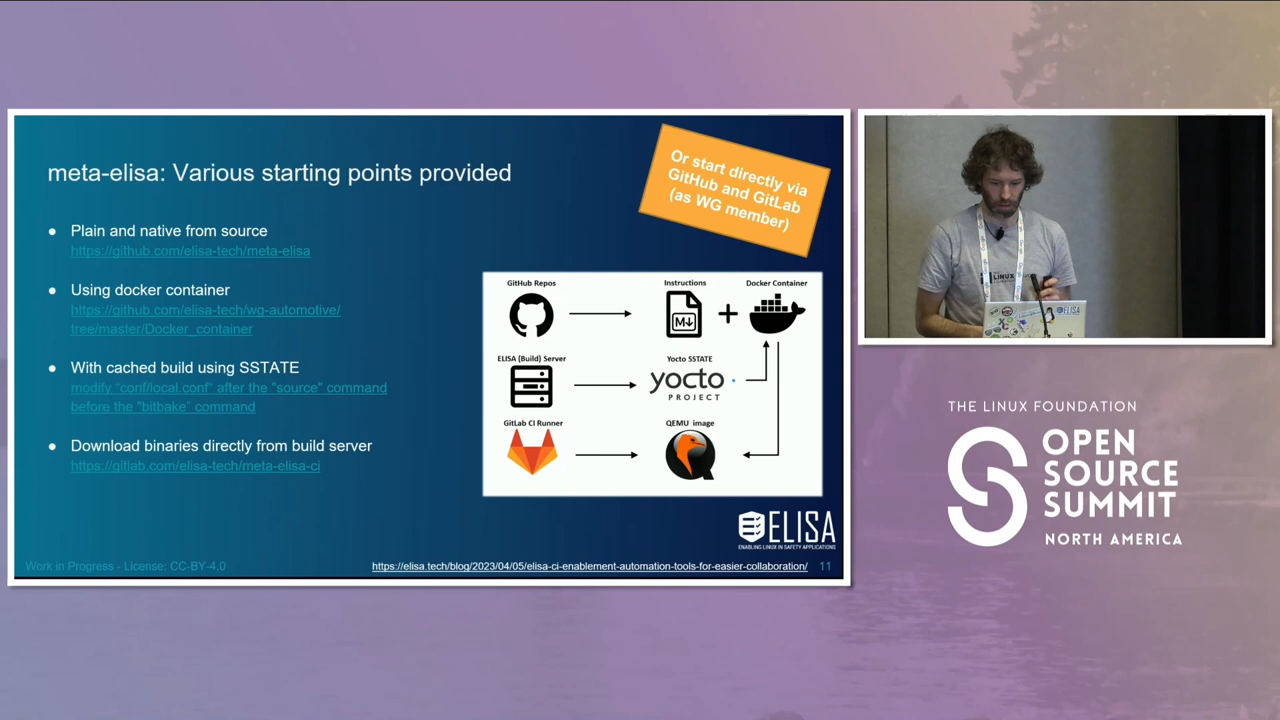 meta-elisa: Various starting points provided
Or start directly via
GitHub and GitLab
(as WG member)
● Plain and native from source
https://github.com/elisa-tech/meta-elisa
● Using docker container
https://github.com/elisa-tech/wg-automotive/
tree/master/Docker_container
● With cached build using SSTATE
modify "conf/local.conf" after the "source" command
before the "bitbake" command
● Download binaries directly from build server
https://gitlab.com/elisa-tech/meta-elisa-ci
GitHub Repos
Instructions
Docker Container
M
+
ELISA (Build) Server
Yocto SSTATE
yocto
PROJECT
GitLab CI Runner
QEMU image
ELISA
ENABLING LINUX IN SAFETY APPLICATIONS
Work in Progress - License: CC-BY-4.0
https://elisa.tech/blog/2023/04/05/elisa-ci-enablement-automation-tools-for-easier-collaboration/
11
LINUX
ELISA
THE LINUX FOUNDATION
OPEN
SOURCE
SUMMIT
NORTH AMERICA